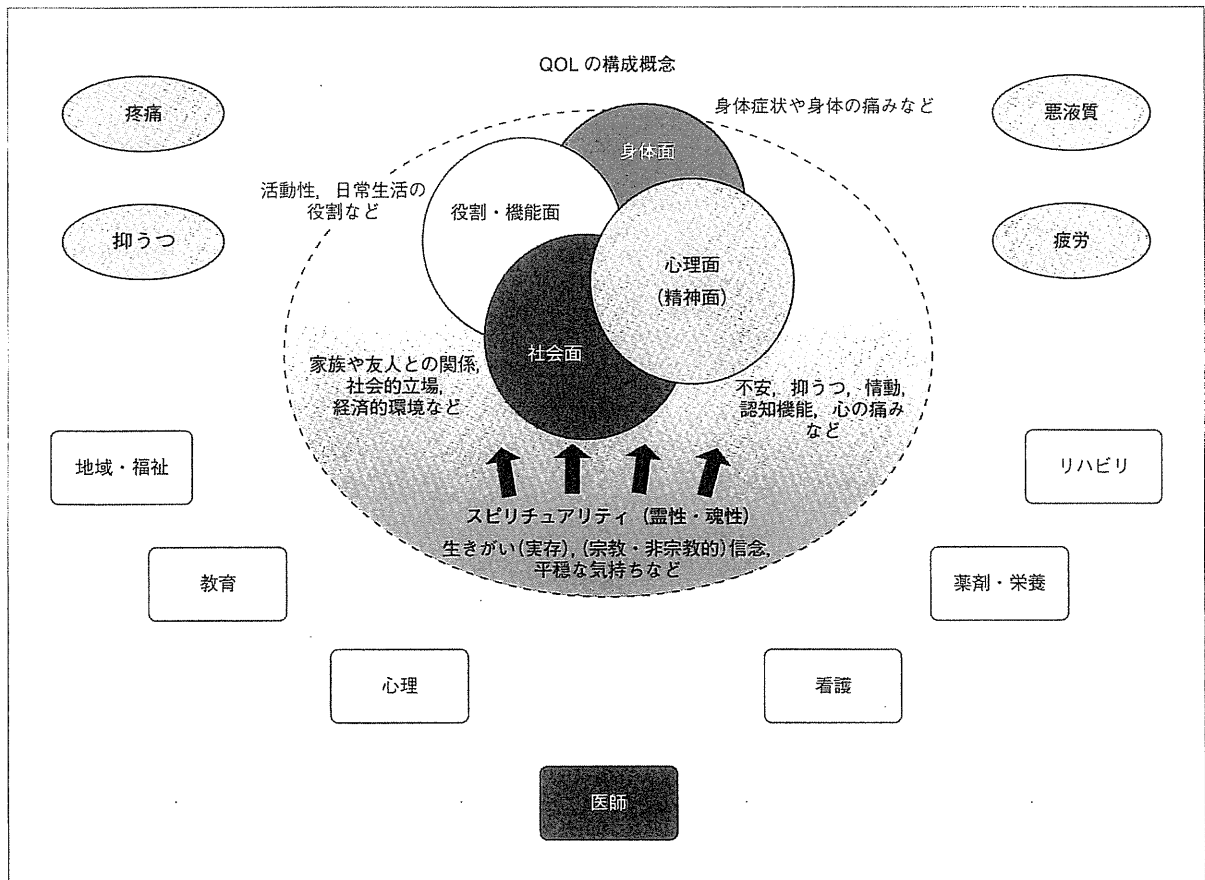 QOL の構成概念
疼痛
悪液質
身体症状や身体の痛みなど
身体面
活動性，日常生活の
役割など
役割・機能面
抑うつ
疲労
心理面
(精神面)
社会面
家族や友人との関係,
社会的立場,
経済的環境など
不安，抑うつ，情動,
認知機能，心の痛み
など
地域・福祉
リハビリ
スピリチュアリティ（霊性・魂性）
生きがい(実存)，(宗教・非宗教的)信念,
平穏な気持ちなど
教育
薬剤・栄養
心理
看護
医師